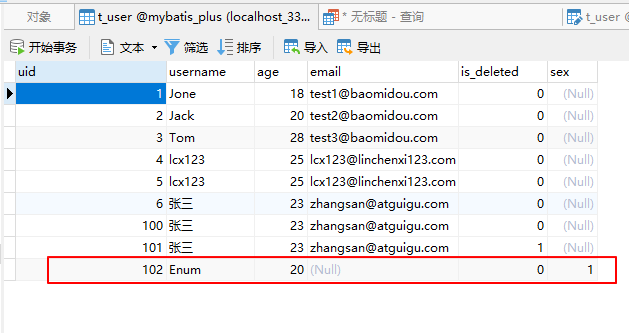 对象 t_user @mybatis_plus (localhost_33... * 无标题 - 查询 t_user @
开始事务 文本 筛选 排序 导入 导出
uid username age email is_deleted sex
1 Jone 18 test1@baomidou.com 0 (Null)
2 Jack 20 test2@baomidou.com 0 (Null)
3 Tom 28 test3@baomidou.com 0 (Null)
4 lcx123 25 lcx123@linchenxi123.com 0 (Null)
5 lcx123 25 lcx123@linchenxi123.com 0 (Null)
6 张三 23 zhangsan@atguigu.com 0 (Null)
100 张三 23 zhangsan@atguigu.com 0 (Null)
101 张三 23 zhangsan@atguigu.com 1 (Null)
102 Enum 20 (Null) 0 1